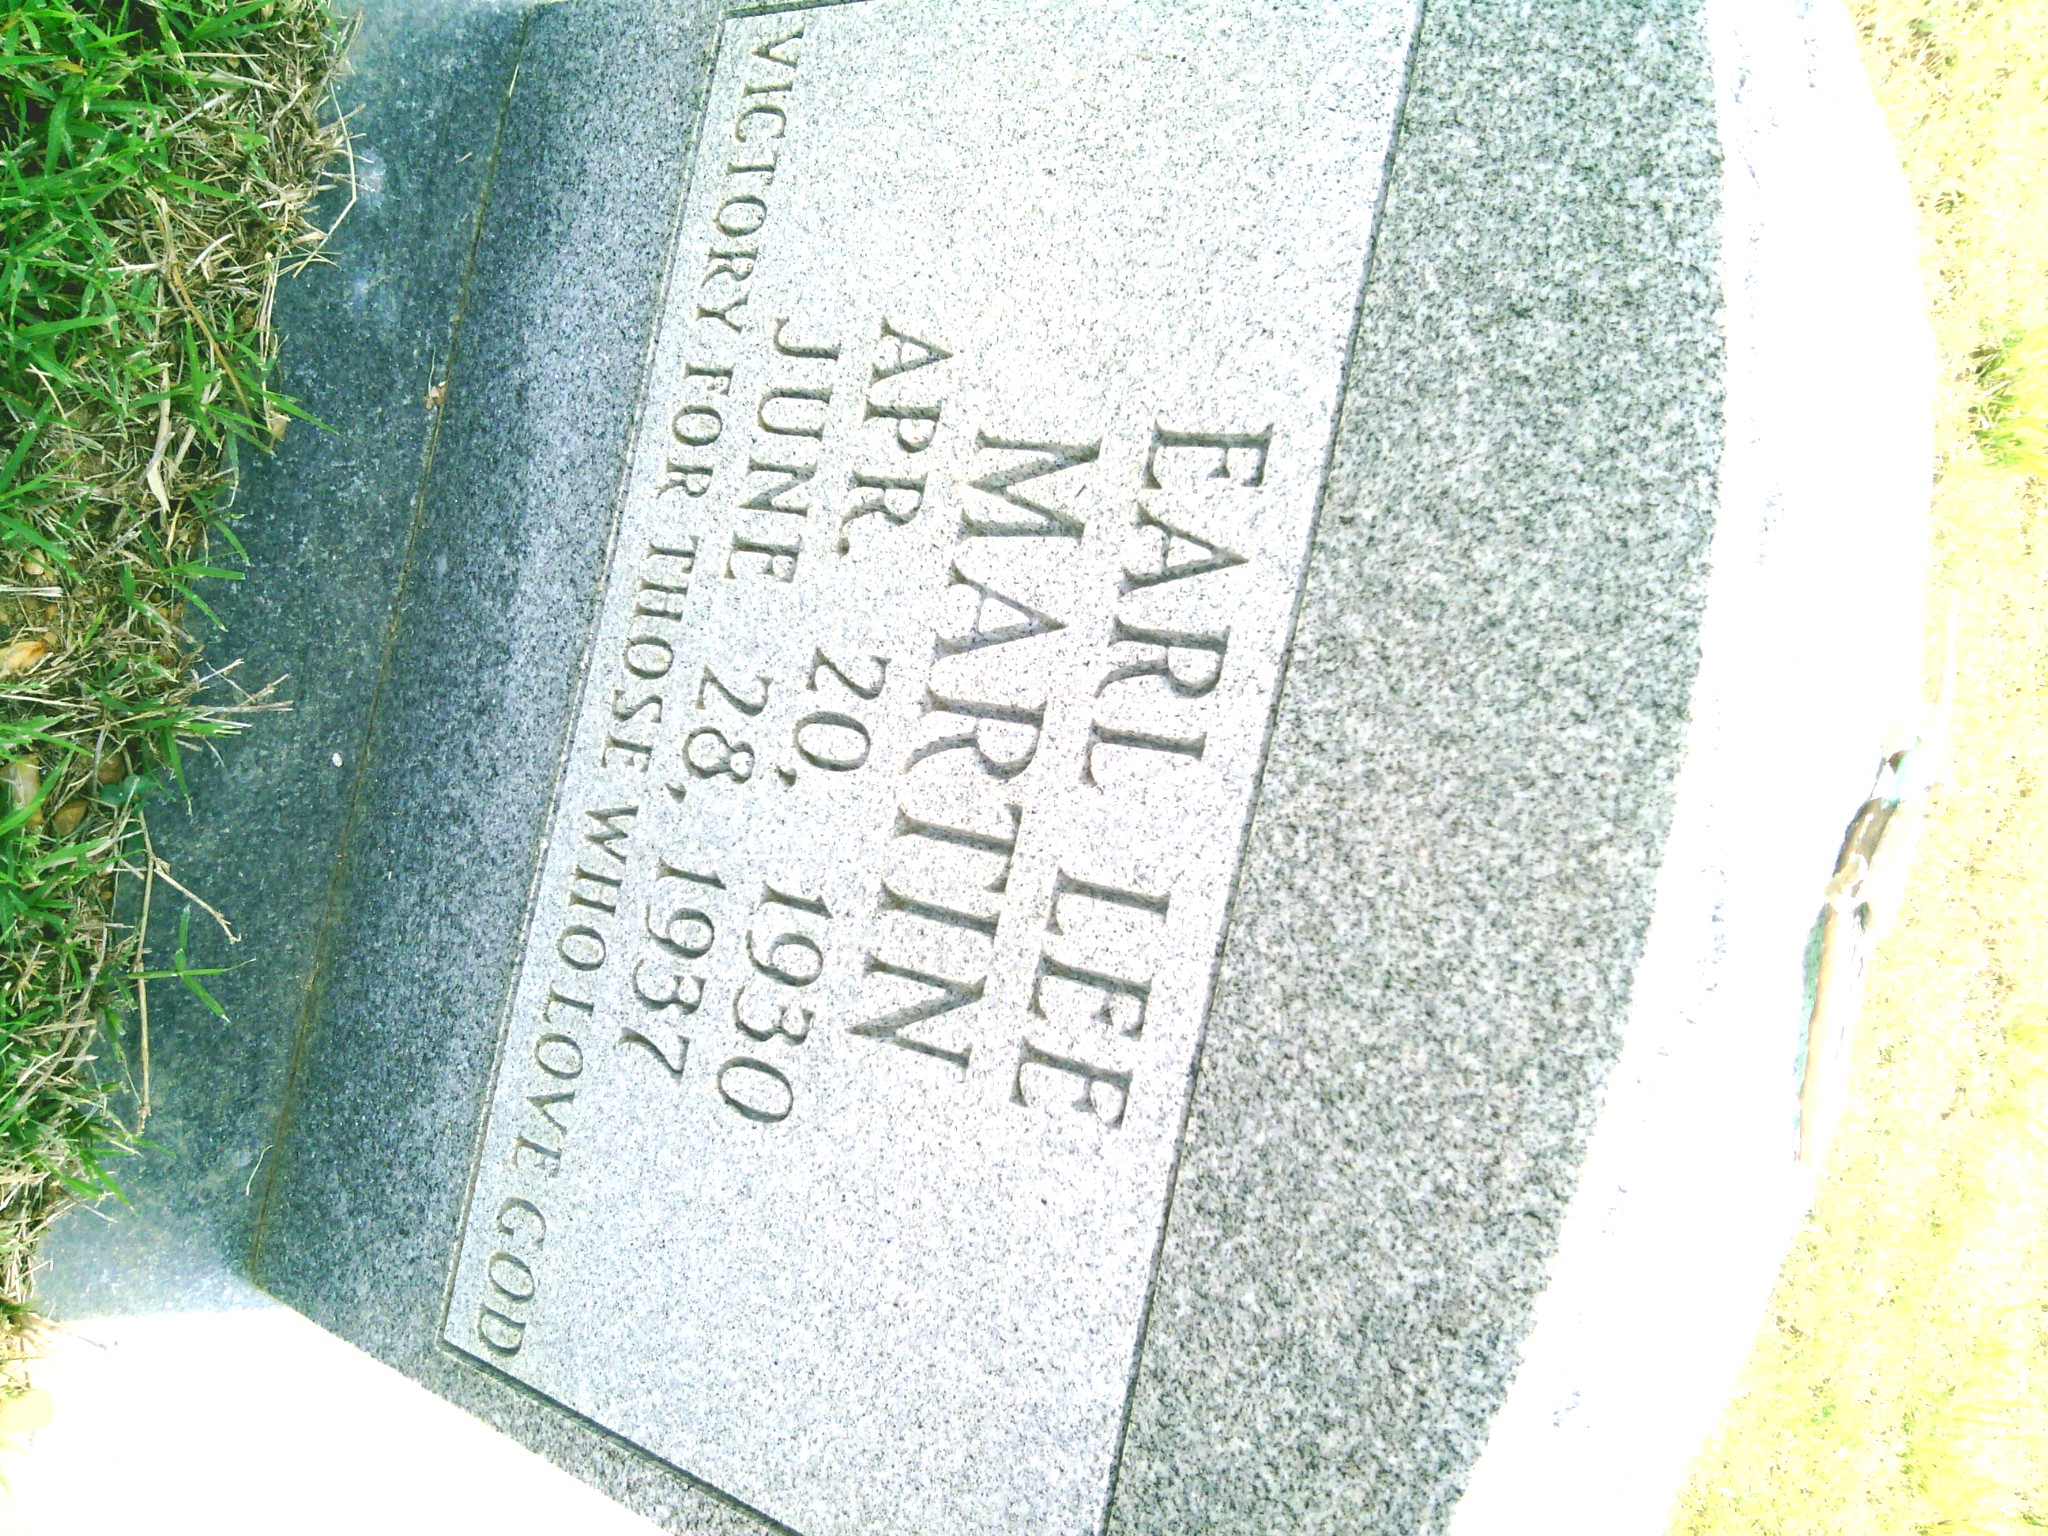 EARL LEE
MARTIN
APR 20, 1930
JUNE 28, 1937
VICTORY FOR THOSE WHO LOVE GOD